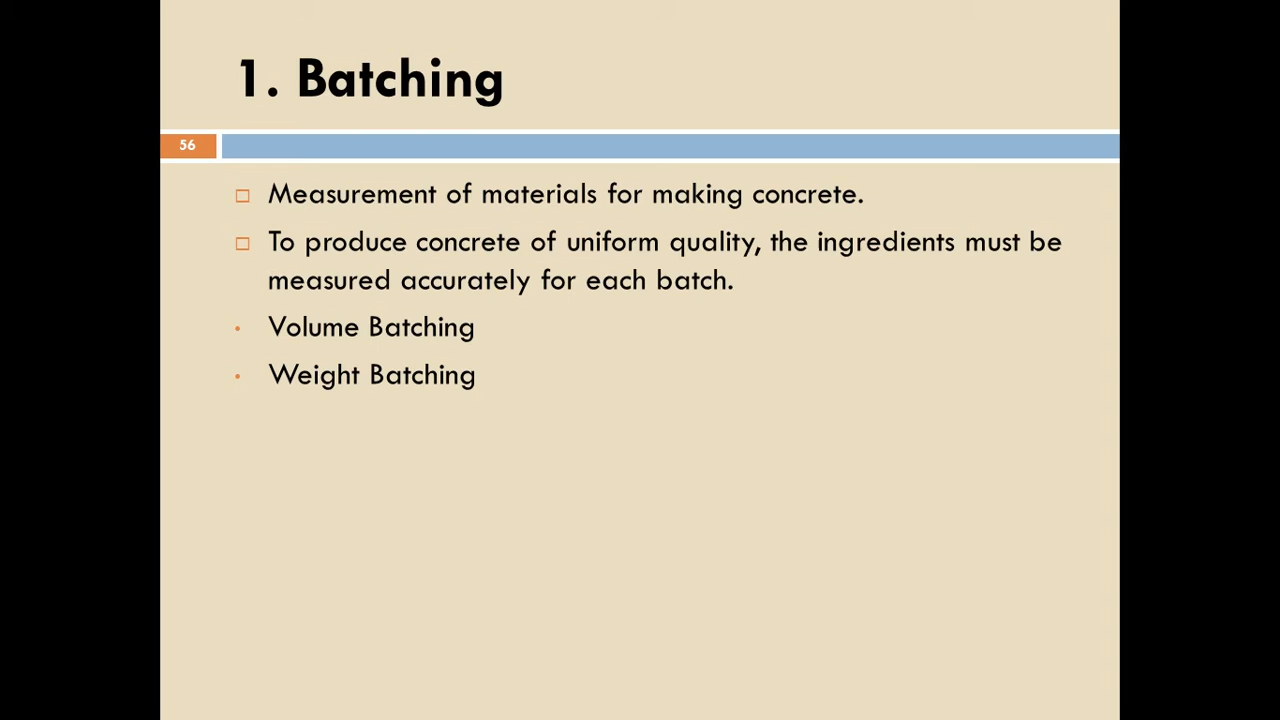 1. Batching
56
Measurement of materials for making concrete.
To produce concrete of uniform quality, the ingredients must be
measured accurately for each batch.
Volume Batching
Weight Batching